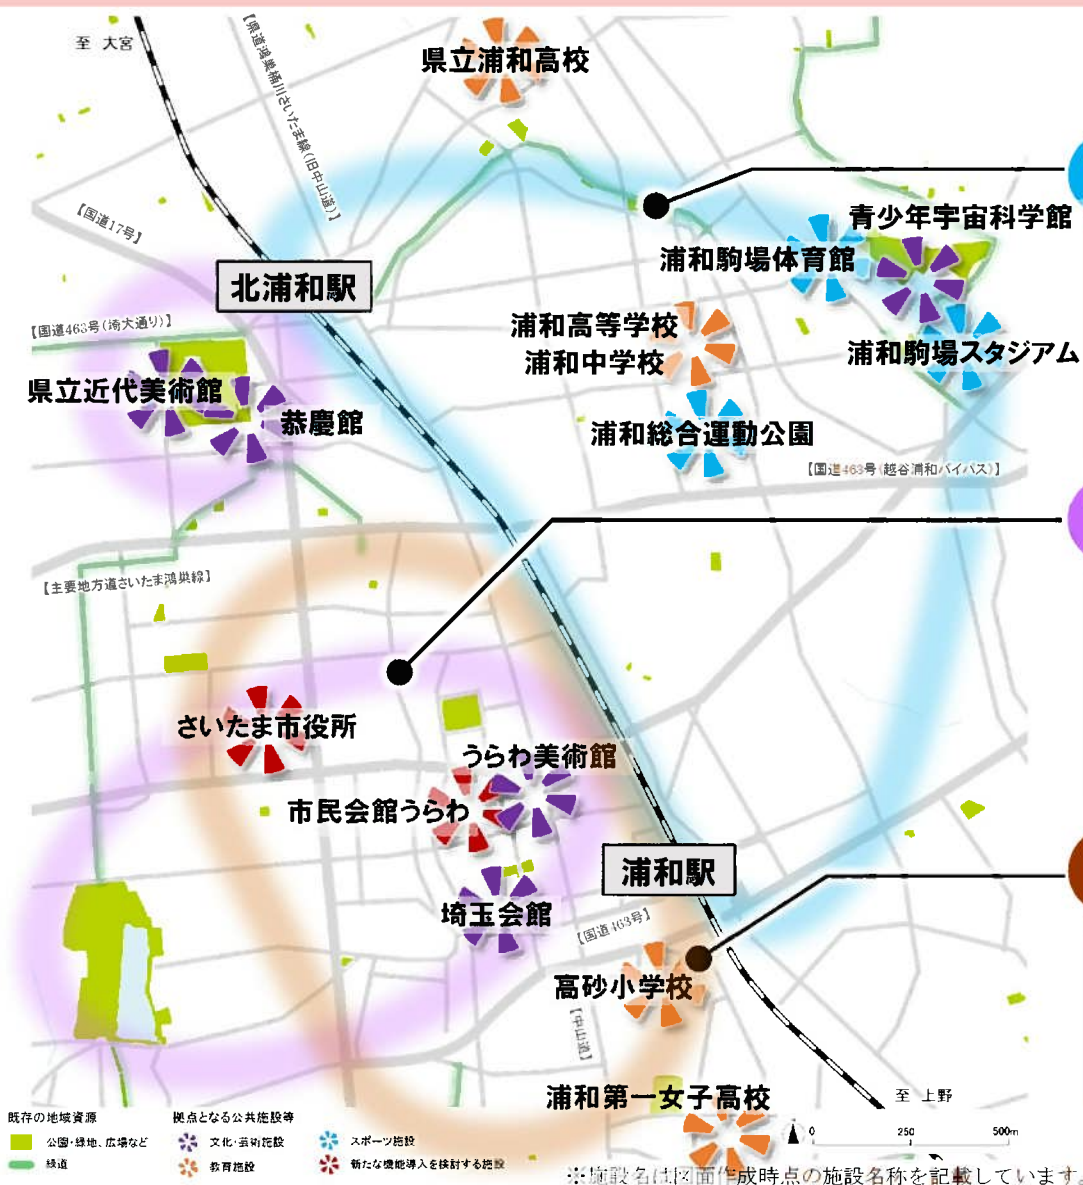 至 大宮
【県道鴻巣桶川さいたま線(旧中山道)】
県立浦和高校
【国道17号】
青少年宇宙科学館
浦和駒場体育館
北浦和駅
【国道463号(埼大通り)】
浦和高等学校
浦和中学校
浦和駒場スタジアム
県立近代美術館
恭慶館
浦和総合運動公園
【国道463号(越谷浦和バイパス)】
【主要地方道さいたま鴻巣線】
さいたま市役所
うらわ美術館
市民会館うらわ
浦和駅
埼玉会館
【国道463号】
高砂小学校
【中山道】
浦和第一女子高校
至 上野
既存の地域資源
公園・緑地、広場など
緑道
拠点となる公共施設等
文化・芸術施設
スポーツ施設
教育施設
新たな機能導入を検討する施設
0 250 500m
※施設名は図面作成時点の施設名称を記載しています。